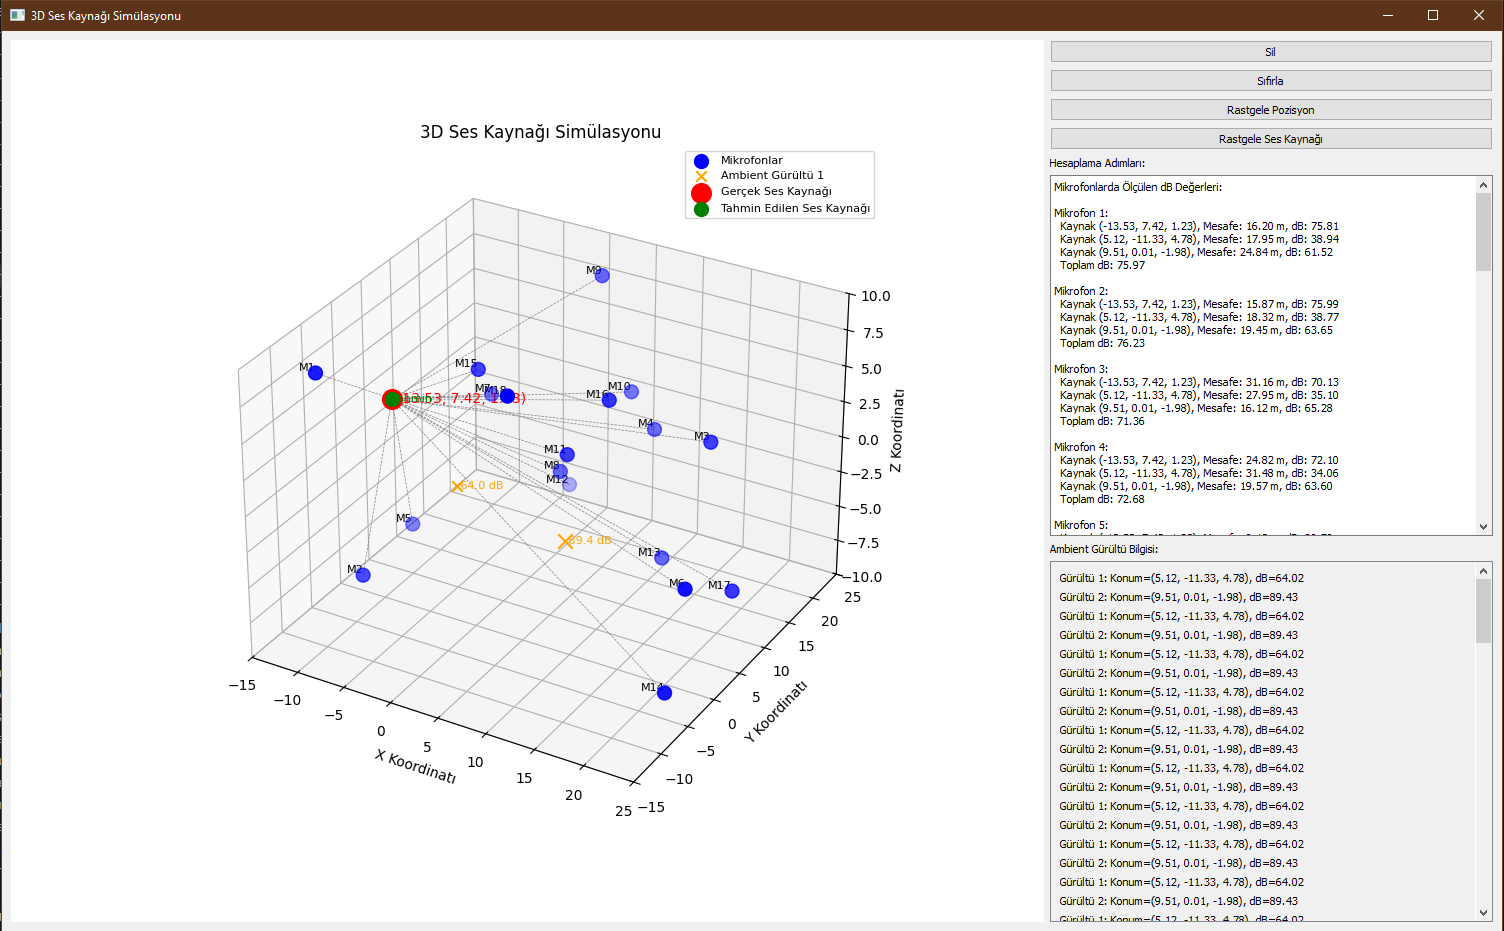 3D Ses Kaynağı Simülasyonu
3D Ses Kaynağı Simülasyonu
Mikrofonlar
Ambient Gürültü 1
Gerçek Ses Kaynağı
Tahmin Edilen Ses Kaynağı
M9
M1
M15
M7
M18
M16
M10
M4
M3
M11
M8
M12
64.0 dB
M5
89.4 dB
M13
M2
M6
M17
M14
10.0
7.5
5.0
2.5
0.0
−2.5
−5.0
−7.5
−10.0
Z Koordinatı
25
20
15
10
5
0
−5
−10
−15
Y Koordinatı
−15
−10
−5
0
5
10
15
20
25
X Koordinatı
Sil
Sıfırla
Rastgele Pozisyon
Rastgele Ses Kaynağı
Hesaplama Adımları:
Mikrofonlarda Ölçülen dB Değerleri:
Mikrofon 1:
Kaynak (-13.53, 7.42, 1.23), Mesafe: 16.20 m, dB: 75.81
Kaynak (5.12, -11.33, 4.78), Mesafe: 17.95 m, dB: 38.94
Kaynak (9.51, 0.01, -1.98), Mesafe: 24.84 m, dB: 61.52
Toplam dB: 75.97
Mikrofon 2:
Kaynak (-13.53, 7.42, 1.23), Mesafe: 15.87 m, dB: 75.99
Kaynak (5.12, -11.33, 4.78), Mesafe: 18.32 m, dB: 38.77
Kaynak (9.51, 0.01, -1.98), Mesafe: 19.45 m, dB: 63.65
Toplam dB: 76.23
Mikrofon 3:
Kaynak (-13.53, 7.42, 1.23), Mesafe: 31.16 m, dB: 70.13
Kaynak (5.12, -11.33, 4.78), Mesafe: 27.95 m, dB: 35.10
Kaynak (9.51, 0.01, -1.98), Mesafe: 16.12 m, dB: 65.28
Toplam dB: 71.36
Mikrofon 4:
Kaynak (-13.53, 7.42, 1.23), Mesafe: 24.82 m, dB: 72.10
Kaynak (5.12, -11.33, 4.78), Mesafe: 31.48 m, dB: 34.06
Kaynak (9.51, 0.01, -1.98), Mesafe: 19.57 m, dB: 63.60
Toplam dB: 72.68
Mikrofon 5:
Ambient Gürültü Bilgisi:
Gürültü 1: Konum=(5.12, -11.33, 4.78), dB=64.02
Gürültü 2: Konum=(9.51, 0.01, -1.98), dB=89.43
Gürültü 1: Konum=(5.12, -11.33, 4.78), dB=64.02
Gürültü 2: Konum=(9.51, 0.01, -1.98), dB=89.43
Gürültü 1: Konum=(5.12, -11.33, 4.78), dB=64.02
Gürültü 2: Konum=(9.51, 0.01, -1.98), dB=89.43
Gürültü 1: Konum=(5.12, -11.33, 4.78), dB=64.02
Gürültü 2: Konum=(9.51, 0.01, -1.98), dB=89.43
Gürültü 1: Konum=(5.12, -11.33, 4.78), dB=64.02
Gürültü 2: Konum=(9.51, 0.01, -1.98), dB=89.43
Gürültü 1: Konum=(5.12, -11.33, 4.78), dB=64.02
Gürültü 2: Konum=(9.51, 0.01, -1.98), dB=89.43
Gürültü 1: Konum=(5.12, -11.33, 4.78), dB=64.02
Gürültü 2: Konum=(9.51, 0.01, -1.98), dB=89.43
Gürültü 1: Konum=(5.12, -11.33, 4.78), dB=64.02
Gürültü 2: Konum=(9.51, 0.01, -1.98), dB=89.43
Gürültü 1: Konum=(5.12, -11.33, 4.78), dB=64.02
Gürültü 2: Konum=(9.51, 0.01, -1.98), dB=89.43
Gürültü 1: Konum=(5.12, -11.33, 4.78), dB=64.02